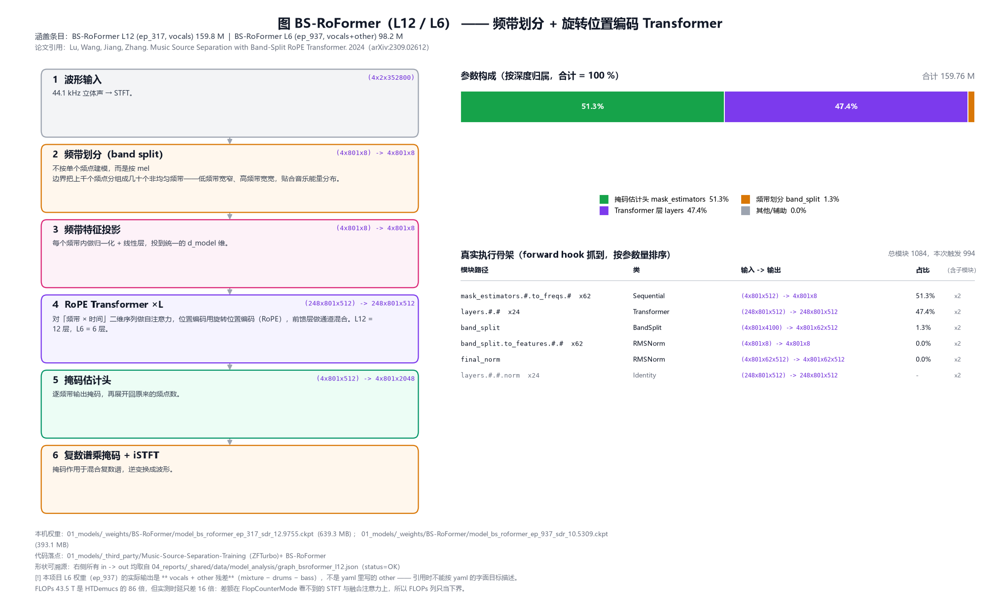 图 BS-RoFormer（L12 / L6） —— 频带划分 + 旋转位置编码 Transformer
涵盖条目：BS-RoFormer L12 (ep_317, vocals) 159.8 M | BS-RoFormer L6 (ep_937, vocals+other) 98.2 M
论文引用：Lu, Wang, Jiang, Zhang. Music Source Separation with Band-Split RoPE Transformer. 2024（arXiv:2309.02612）
1 波形输入
(4x2x352800)
44.1 kHz 立体声 → STFT。
2 频带划分（band split）
(4x801x8) -> 4x801x8
不按单个频点建模，而是按 mel
边界把上千个频点分组成几十个非均匀频带——低频带宽窄、高频带宽宽，贴合音乐能量分布。
3 频带特征投影
(4x801x8) -> 4x801x8
每个频带内做归一化 + 线性层，投到统一的 d_model 维。
4 RoPE Transformer ×L
(248x801x512) -> 248x801x512
对「频带 × 时间」二维序列做自注意力，位置编码用旋转位置编码（RoPE），前馈层做通道混合。L12 =
12 层，L6 = 6 层。
5 掩码估计头
(4x801x512) -> 4x801x2048
逐频带输出掩码，再展开回原来的频点数。
6 复数谱乘掩码 + iSTFT
掩码作用于混合复数谱，逆变换成波形。
参数构成（按深度归属，合计 = 100 %）
合计 159.76 M
51.3%
47.4%
掩码估计头 mask_estimators 51.3%
频带划分 band_split 1.3%
Transformer 层 layers 47.4%
其他/辅助 0.0%
真实执行骨架（forward hook 抓到，按参数量排序）
总模块 1084，本次触发 994
模块路径 类 输入 -> 输出 占比 （含子模块）
mask_estimators.#.to_freqs.# x62 Sequential (4x801x512) -> 4x801x8 51.3% x2
layers.#.# x24 Transformer (248x801x512) -> 248x801x512 47.4% x2
band_split BandSplit (4x801x4100) -> 4x801x62x512 1.3% x2
band_split.to_features.#.# x62 RMSNorm (4x801x8) -> 4x801x8 0.0% x2
final_norm RMSNorm (4x801x62x512) -> 4x801x62x512 0.0% x2
layers.#.#.norm x24 Identity (248x801x512) -> 248x801x512 - x2
本机权重：01_models/_weights/BS-RoFormer/model_bs_roformer_ep_317_sdr_12.9755.ckpt（639.3 MB）； 01_models/_weights/BS-RoFormer/model_bs_roformer_ep_937_sdr_10.5309.ckpt
(393.1 MB)
代码落点：01_models/_third_party/Music-Source-Separation-Training（ZFTurbo）+ BS-RoFormer
形状可溯源：右侧所有 in -> out 均取自 04_reports/_shared/data/model_analysis/graph_bsroformer_l12.json（status=OK）
[!] 本项目 L6 权重（ep_937）的实际输出是 ** vocals + other 残差**（mixture − drums − bass），不是 yaml 里写的 other —— 引用时不能按 yaml 的字面目标描述。
FLOPs 43.5 T 是 HTDemucs 的 86 倍，但实测时延只差 16 倍：差额在 FlopCounterMode 看不到的 STFT 与融合注意力上，所以 FLOPs 列只当下界。